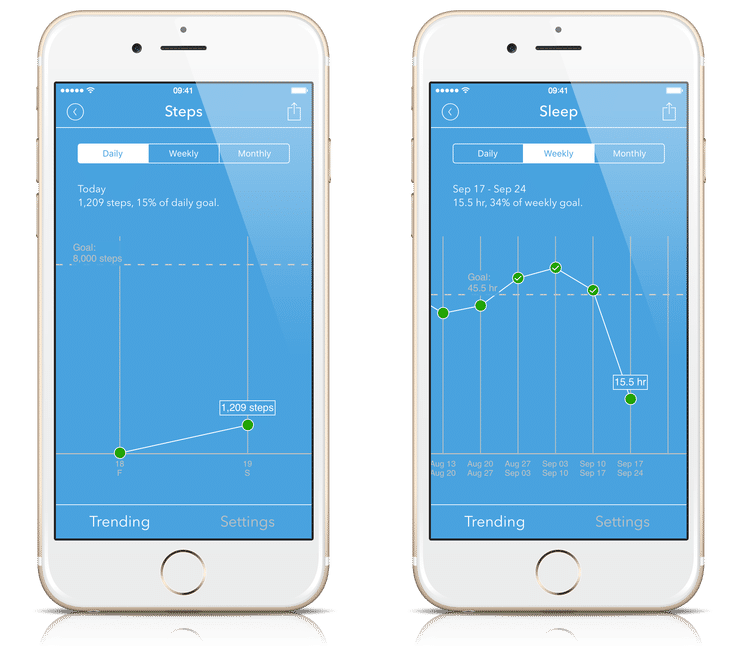 09:41
Steps
Daily Weekly Monthly
Today
1,209 steps, 15% of daily goal.
Goal:
8,000 steps
1,209 steps
18 19
F S
Trending Settings
09:41
Sleep
Daily Weekly Monthly
Sep 17 - Sep 24
15.5 hr, 34% of weekly goal.
Goal:
45.5 hr
15.5 hr
Aug 13 Aug 20 Aug 27 Sep 03 Sep 10 Sep 17
Aug 20 Aug 27 Sep 03 Sep 10 Sep 17 Sep 24
Trending Settings